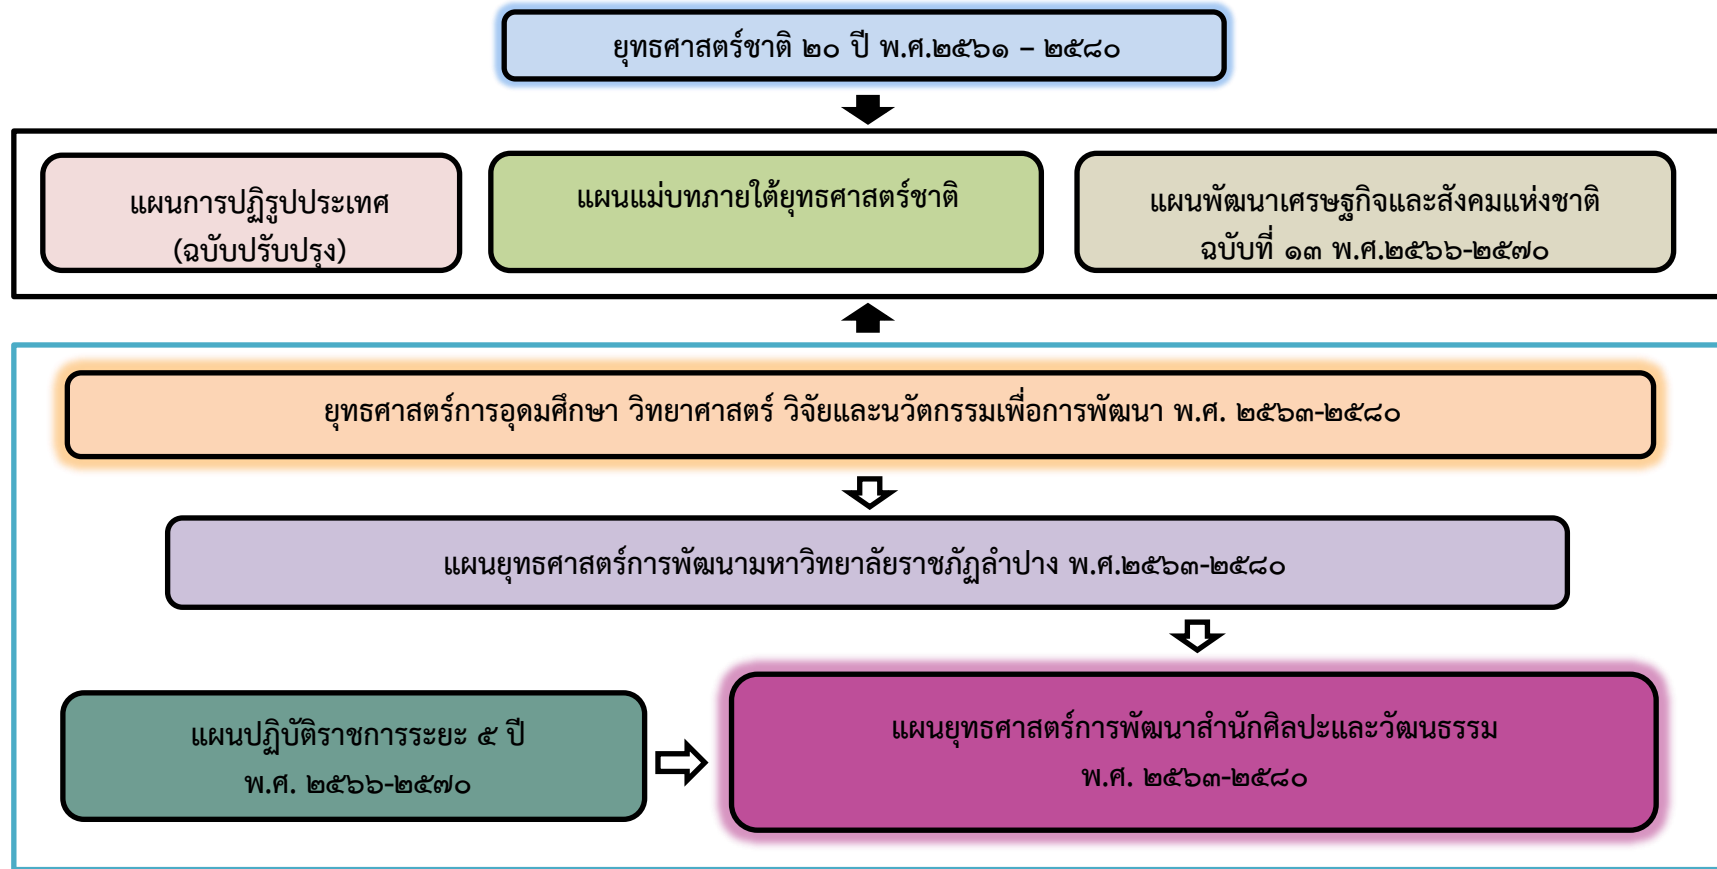 ยุทธศาสตร์ชาติ ๒๐ ปี พ.ศ.๒๕๖๑ – ๒๕๘๐
แผนการปฏิรูปประเทศ
(ฉบับปรับปรุง)
แผนแม่บทภายใต้ยุทธศาสตร์ชาติ
แผนพัฒนาเศรษฐกิจและสังคมแห่งชาติ
ฉบับที่ ๑๓ พ.ศ.๒๕๖๖-๒๕๗๐
ยุทธศาสตร์การอุดมศึกษา วิทยาศาสตร์ วิจัยและนวัตกรรมเพื่อการพัฒนา พ.ศ. ๒๕๖๓-๒๕๘๐
แผนยุทธศาสตร์การพัฒนามหาวิทยาลัยราชภัฏลำปาง พ.ศ.๒๕๖๓-๒๕๘๐
แผนปฏิบัติราชการระยะ ๕ ปี
พ.ศ. ๒๕๖๖-๒๕๗๐
แผนยุทธศาสตร์การพัฒนาสำนักศิลปะและวัฒนธรรม
พ.ศ. ๒๕๖๓-๒๕๘๐